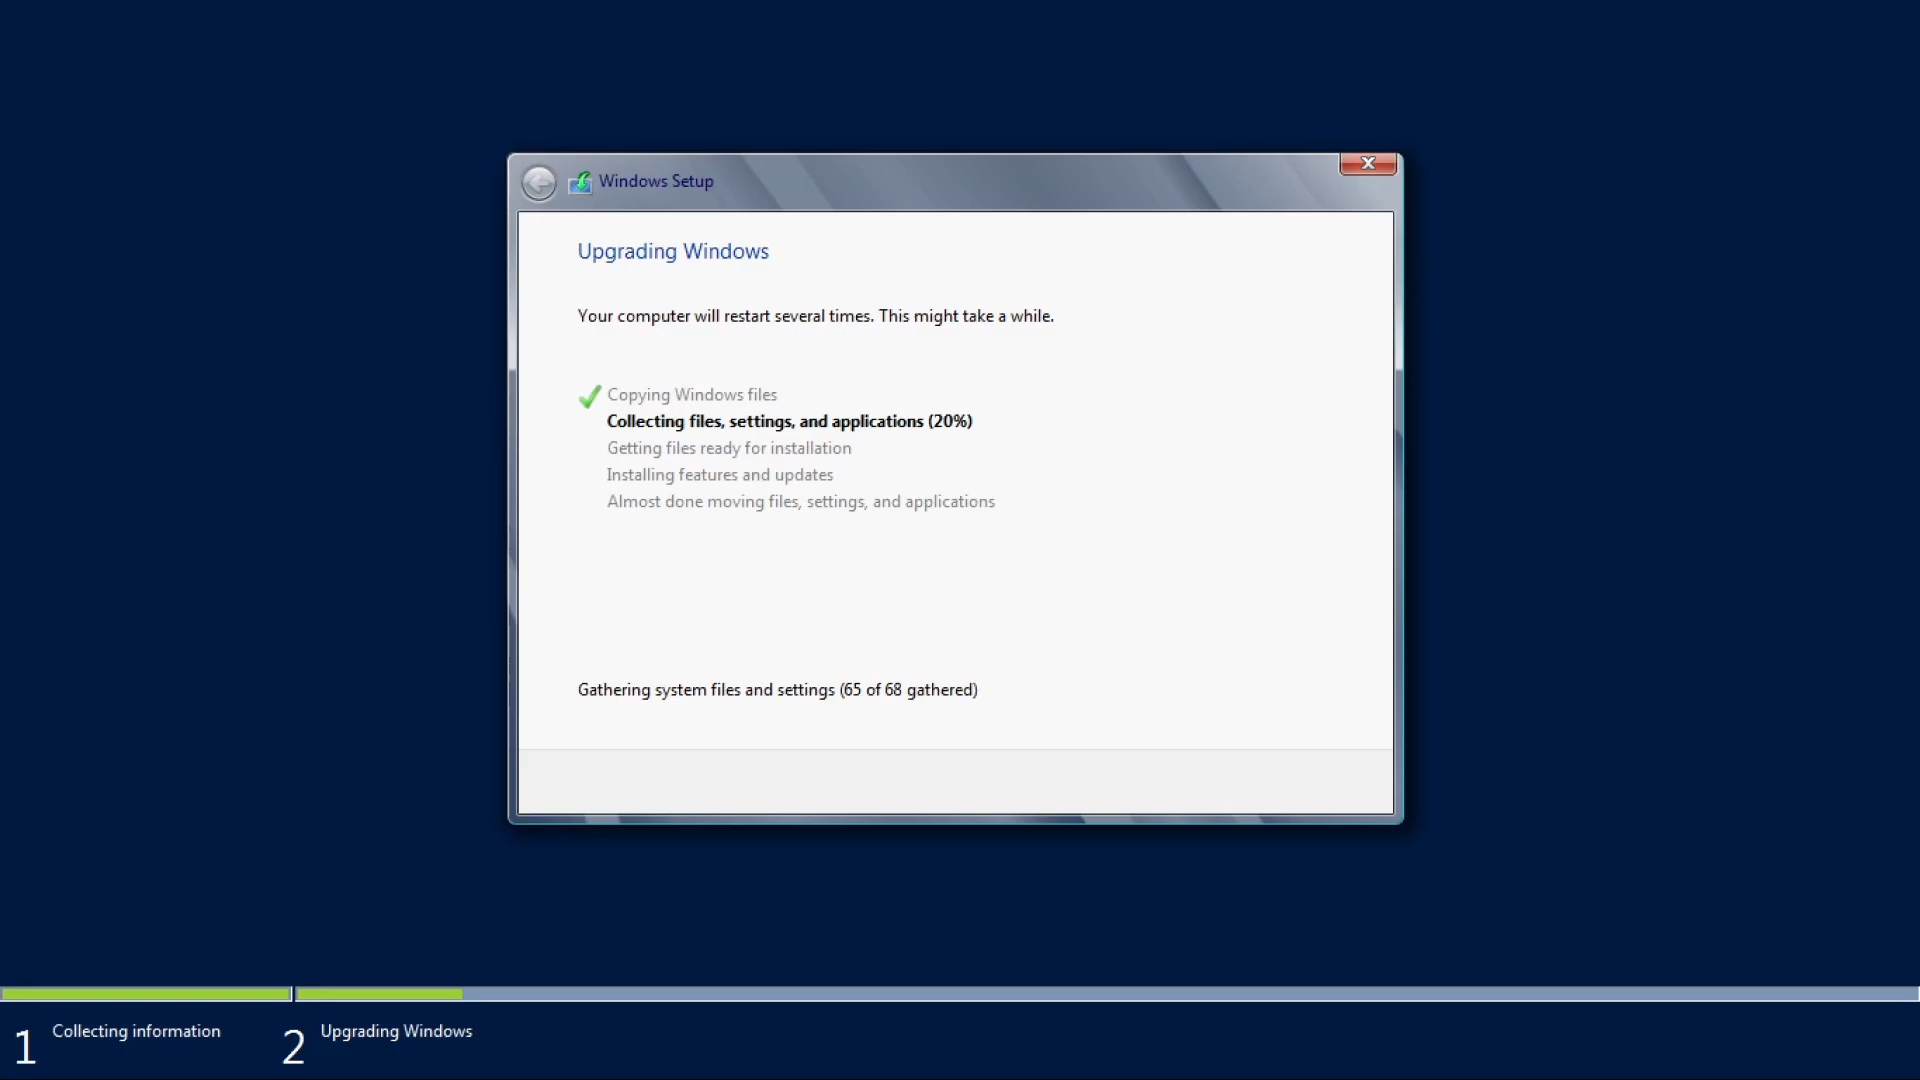 Windows Setup
Upgrading Windows
Your computer will restart several times. This might take a while.
Copying Windows files
Collecting files, settings, and applications (20%)
Getting files ready for installation
Installing features and updates
Almost done moving files, settings, and applications
Gathering system files and settings (65 of 68 gathered)
1 Collecting information
2 Upgrading Windows